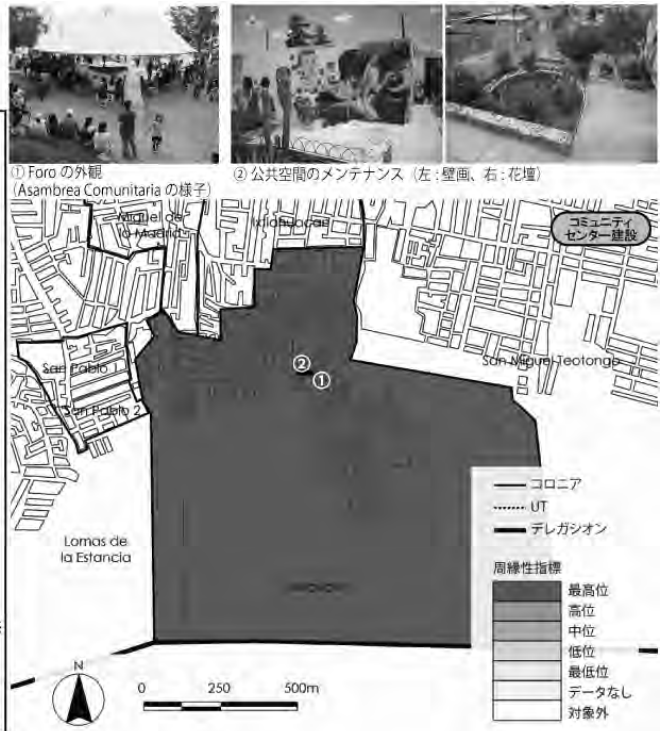 ① Foro の外観
(Asambrea Comunitaria の様子)
② 公共空間のメンテナンス（左：壁画、右：花壇）
Miguel de
la Madrid
Ixtlahuacan
コミュニティ
センター建設
San Pablo 1
San Pablo 2
San Miguel Teotongo
②
①
Lomas de
la Estancia
コロニア
UT
デレガシオン
周縁性指標
最高位
高位
中位
低位
最低位
データなし
対象外
N
0 250 500m